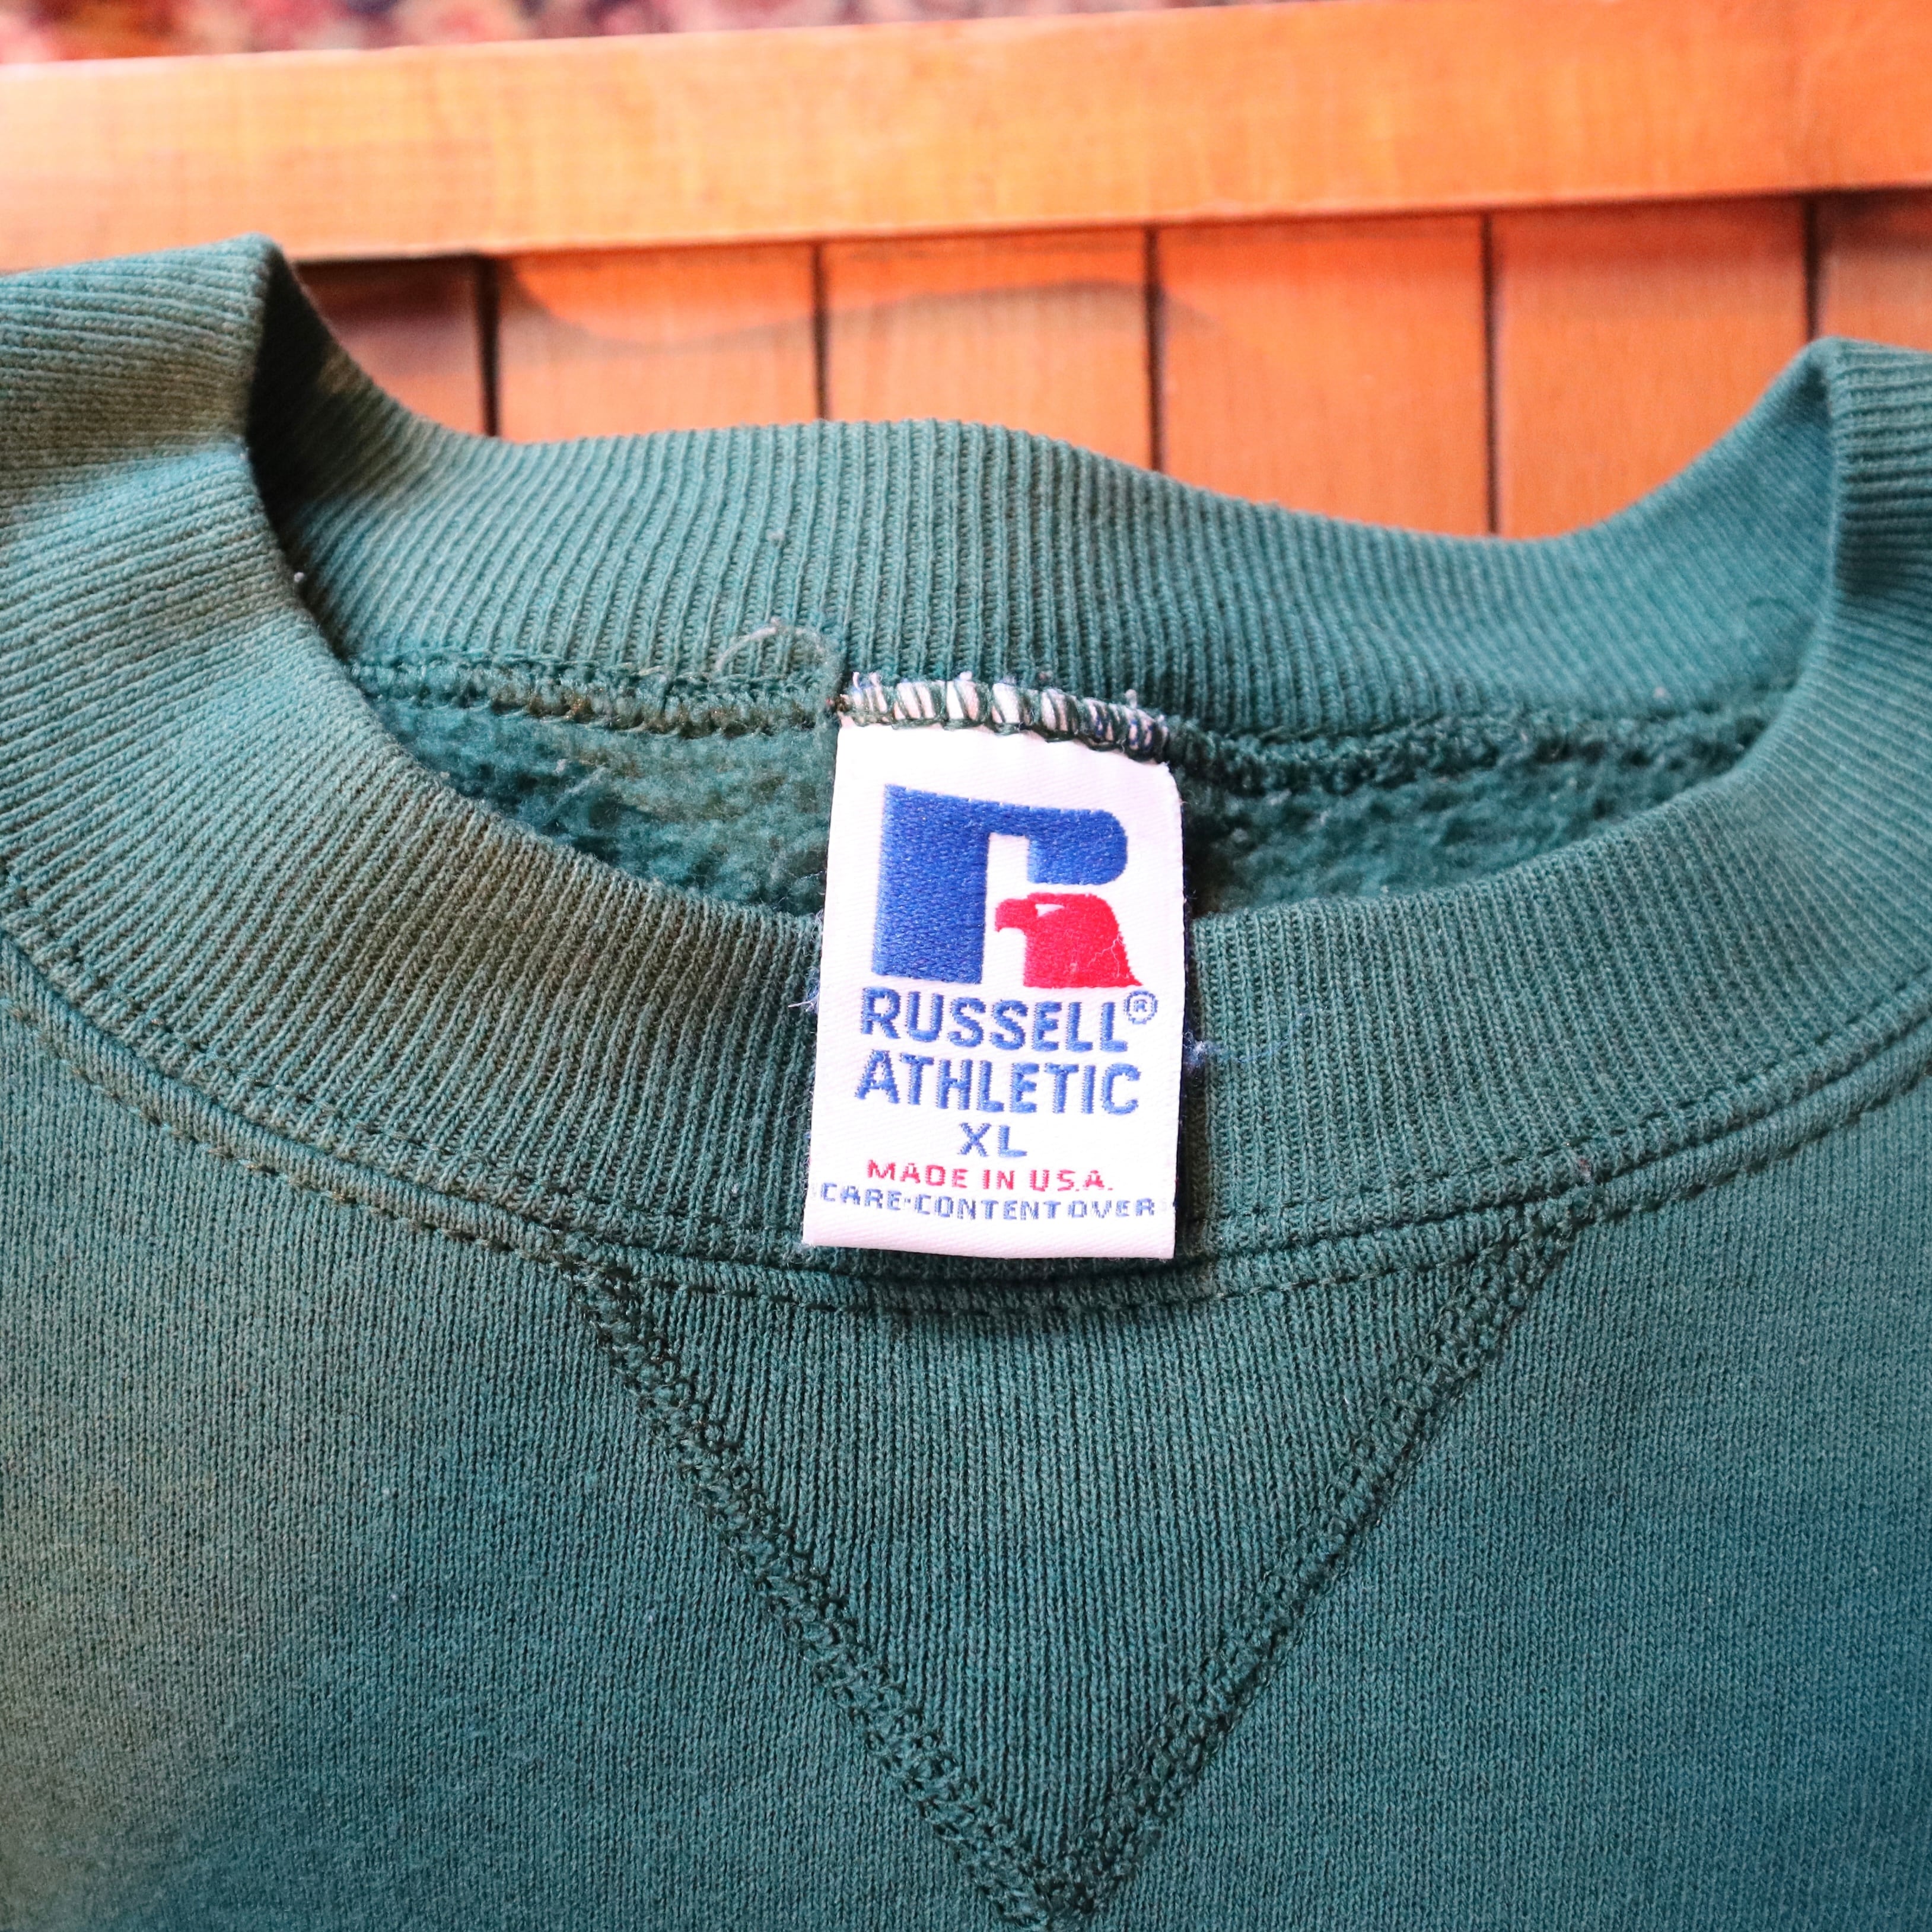 R
RUSSELL®
ATHLETIC
XL
MADE IN U.S.A.
CARE·CONTENT OVER